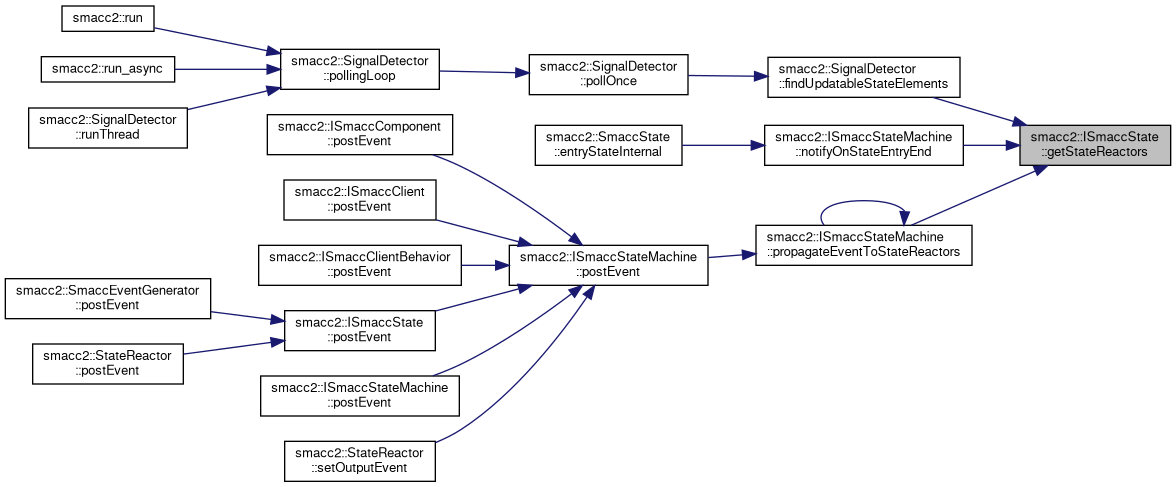 smacc2::run
smacc2::run_async
smacc2::SignalDetector
::runThread
smacc2::SignalDetector
::pollingLoop
smacc2::SignalDetector
::pollOnce
smacc2::SignalDetector
::findUpdatableStateElements
smacc2::ISmaccComponent
::postEvent
smacc2::SmaccState
::entryStateInternal
smacc2::ISmaccStateMachine
::notifyOnStateEntryEnd
smacc2::ISmaccState
::getStateReactors
smacc2::ISmaccClient
::postEvent
smacc2::ISmaccClientBehavior
::postEvent
smacc2::ISmaccStateMachine
::postEvent
smacc2::ISmaccStateMachine
::propagateEventToStateReactors
smacc2::SmaccEventGenerator
::postEvent
smacc2::StateReactor
::postEvent
smacc2::ISmaccState
::postEvent
smacc2::ISmaccStateMachine
::postEvent
smacc2::StateReactor
::setOutputEvent